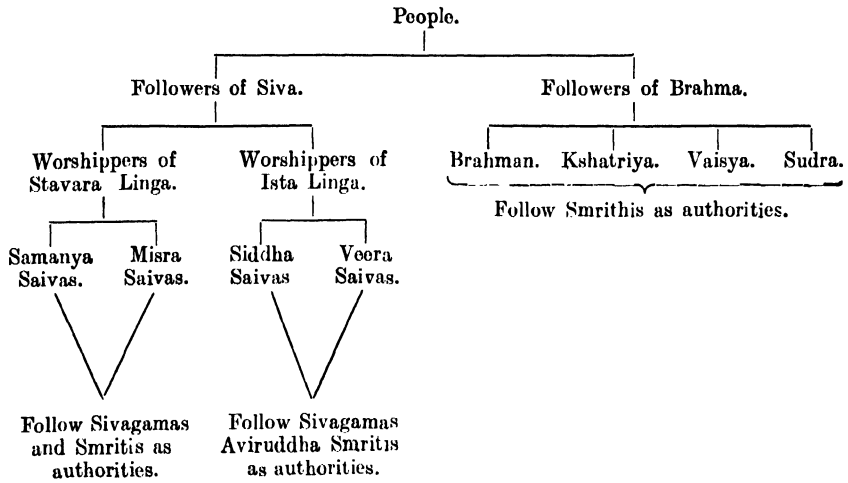 People.
Followers of Siva.
Followers of Brahma.
Worshippers of
Stavara Linga.
Worshippers of
Ista Linga.
Brahman. Kshatriya. Vaisya. Sudra.
Follow Smrithis as authorities.
Samanya
Saivas.
Misra
Saivas.
Siddha
Saivas
Veera
Saivas.
Follow Sivagamas
and Smritis as
authorities.
Follow Sivagamas
Aviruddha Smritis
as authorities.